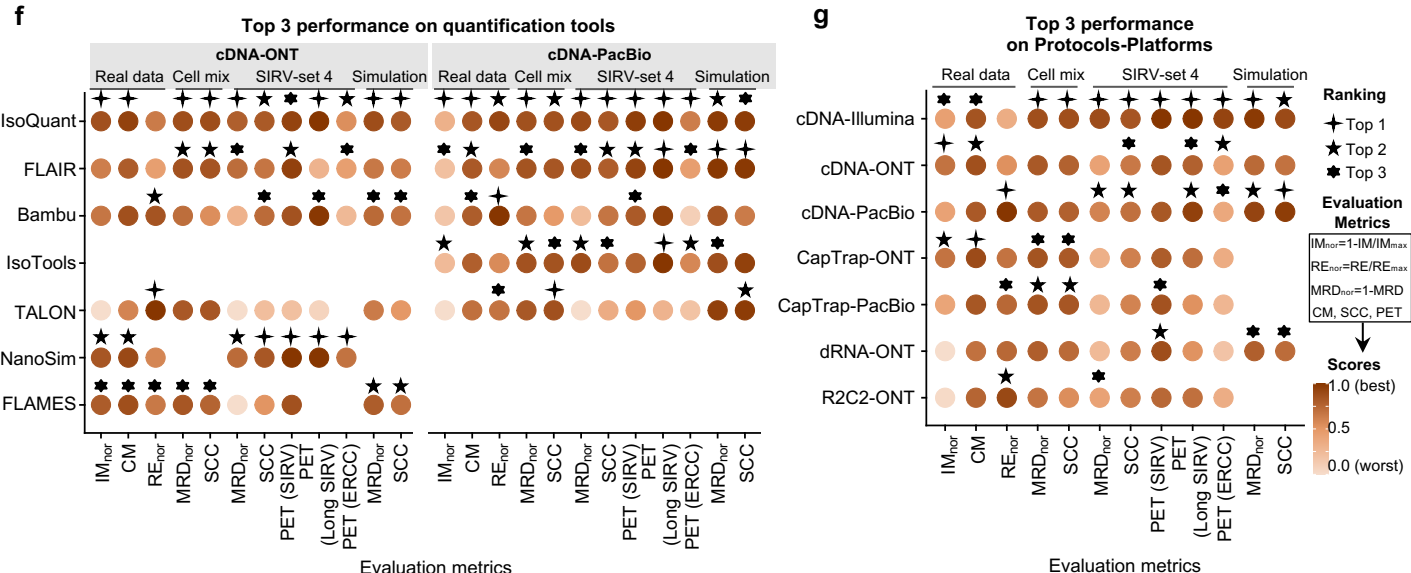 f
Top 3 performance on quantification tools
cDNA-ONT
cDNA-PacBio
Real data Cell mix SIRV-set 4 Simulation
Real data Cell mix SIRV-set 4 Simulation
IsoQuant
FLAIR
Bambu
IsoTools
TALON
NanoSim
FLAMES
IMnor
CM
REnor
MRDnor
SCC
MRDnor
SCC
PET (SIRV)
PET
(Long SIRV)
PET (ERCC)
MRDnor
SCC
IMnor
CM
REnor
MRDnor
SCC
MRDnor
SCC
PET (SIRV)
PET
(Long SIRV)
PET (ERCC)
MRDnor
SCC
Evaluation metrics
g
Top 3 performance
on Protocols-Platforms
Real data Cell mix SIRV-set 4 Simulation
cDNA-Illumina
cDNA-ONT
cDNA-PacBio
CapTrap-ONT
CapTrap-PacBio
dRNA-ONT
R2C2-ONT
IMnor
CM
REnor
MRDnor
SCC
MRDnor
SCC
PET (SIRV)
PET
(Long SIRV)
PET (ERCC)
MRDnor
SCC
Evaluation metrics
Ranking
Top 1
Top 2
Top 3
Evaluation
Metrics
IMnor=1-IM/IMmax
REnor=RE/REmax
MRDnor=1-MRD
CM, SCC, PET
Scores
1.0 (best)
0.5
0.0 (worst)